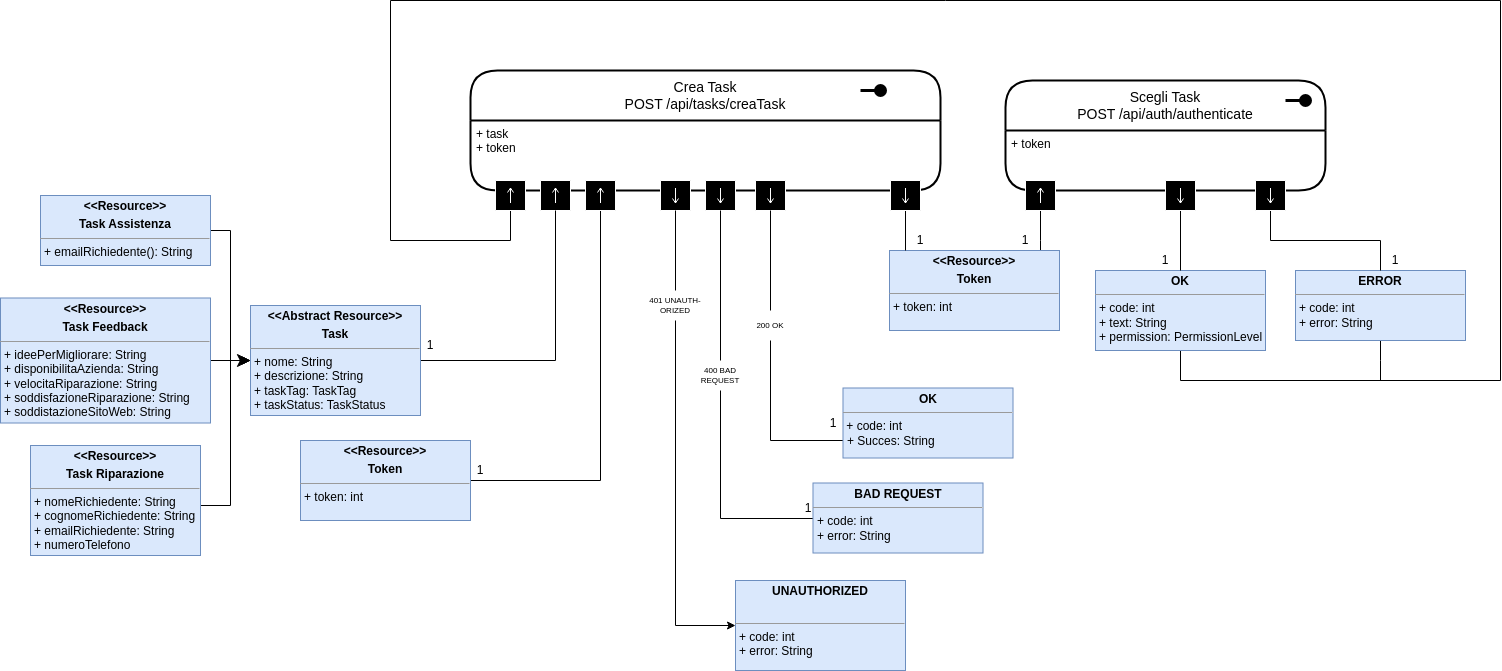 Crea Task
POST /api/tasks/creaTask
+ task
+ token
Scegli Task
POST /api/auth/authenticate
+ token
<<Resource>>
Task Assistenza
+ emailRichiedente(): String
<<Resource>>
Task Feedback
+ ideePerMigliorare: String
+ disponibilitaAzienda: String
+ velocitaRiparazione: String
+ soddisfazioneRiparazione: String
+ soddistazioneSitoWeb: String
<<Resource>>
Task Riparazione
+ nomeRichiedente: String
+ cognomeRichiedente: String
+ emailRichiedente: String
+ numeroTelefono
<<Abstract Resource>>
Task
+ nome: String
+ descrizione: String
+ taskTag: TaskTag
+ taskStatus: TaskStatus
1
<<Resource>>
Token
+ token: int
1
401 UNAUTH-
ORIZED
400 BAD
REQUEST
200 OK
1
1
<<Resource>>
Token
+ token: int
1
OK
+ code: int
+ text: String
+ permission: PermissionLevel
1
ERROR
+ code: int
+ error: String
1
OK
+ code: int
+ Succes: String
1
BAD REQUEST
+ code: int
+ error: String
UNAUTHORIZED
+ code: int
+ error: String